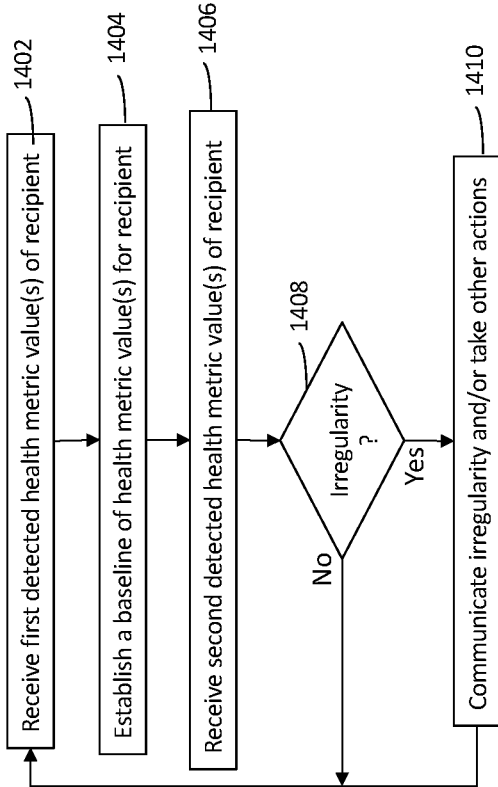 1402
Receive first detected health metric value(s) of recipient
1404
Establish a baseline of health metric value(s) for recipient
1406
Receive second detected health metric value(s) of recipient
1408
Irregularity
?
No
Yes
1410
Communicate irregularity and/or take other actions